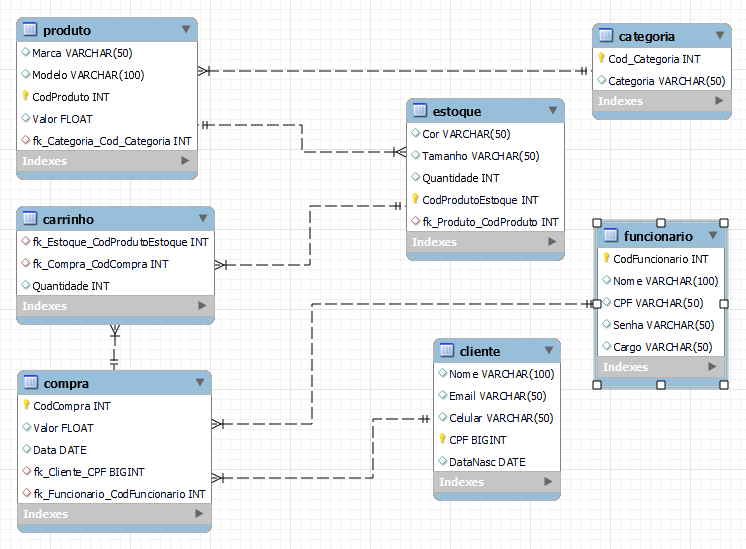 produto
Marca VARCHAR(50)
Modelo VARCHAR(100)
CodProduto INT
Valor FLOAT
fk_Categoria_Cod_Categoria INT
Indexes
categoria
Cod_Categoria INT
Categoria VARCHAR(50)
Indexes
estoque
Cor VARCHAR(50)
Tamanho VARCHAR(50)
Quantidade INT
CodProdutoEstoque INT
fk_Produto_CodProduto INT
Indexes
carrinho
fk_Estoque_CodProdutoEstoque INT
fk_Compra_CodCompra INT
Quantidade INT
Indexes
funcionario
CodFuncionario INT
Nome VARCHAR(100)
CPF VARCHAR(50)
Senha VARCHAR(50)
Cargo VARCHAR(50)
Indexes
compra
CodCompra INT
Valor FLOAT
Data DATE
fk_Cliente_CPF BIGINT
fk_Funcionario_CodFuncionario INT
Indexes
cliente
Nome VARCHAR(100)
Email VARCHAR(50)
Celular VARCHAR(50)
CPF BIGINT
DataNasc DATE
Indexes